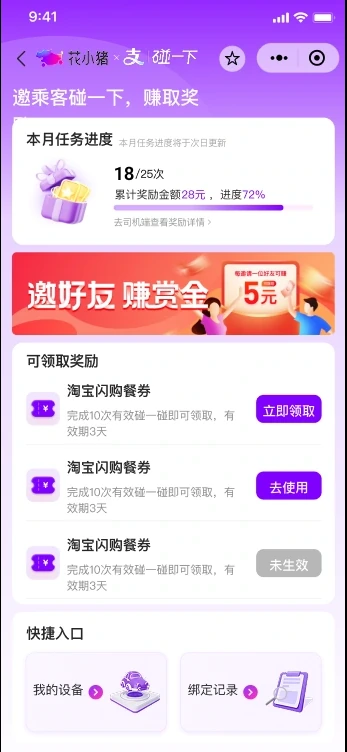 9:41
花小猪 × 支 碰一下
邀乘客碰一下，赚取奖
本月任务进度 本月任务进度将于次日更新
18/25次
累计奖励金额28元 ，进度72%
去司机端查看奖励详情 >
邀好友 赚赏金
每邀请一位好友可赚
5元
可领取奖励
淘宝闪购餐券
完成10次有效碰一碰即可领取，有
效期3天
立即领取
淘宝闪购餐券
完成10次有效碰一碰即可领取，有
效期3天
去使用
淘宝闪购餐券
完成10次有效碰一碰即可领取，有
效期3天
未生效
快捷入口
我的设备
绑定记录